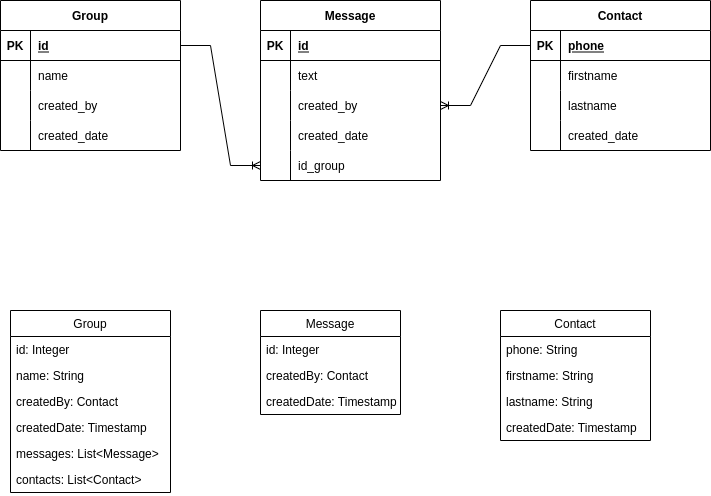 Group
PK id
name
created_by
created_date
Message
PK id
text
created_by
created_date
id_group
Contact
PK phone
firstname
lastname
created_date
Group
id: Integer
name: String
createdBy: Contact
createdDate: Timestamp
messages: List<Message>
contacts: List<Contact>
Message
id: Integer
createdBy: Contact
createdDate: Timestamp
Contact
phone: String
firstname: String
lastname: String
createdDate: Timestamp